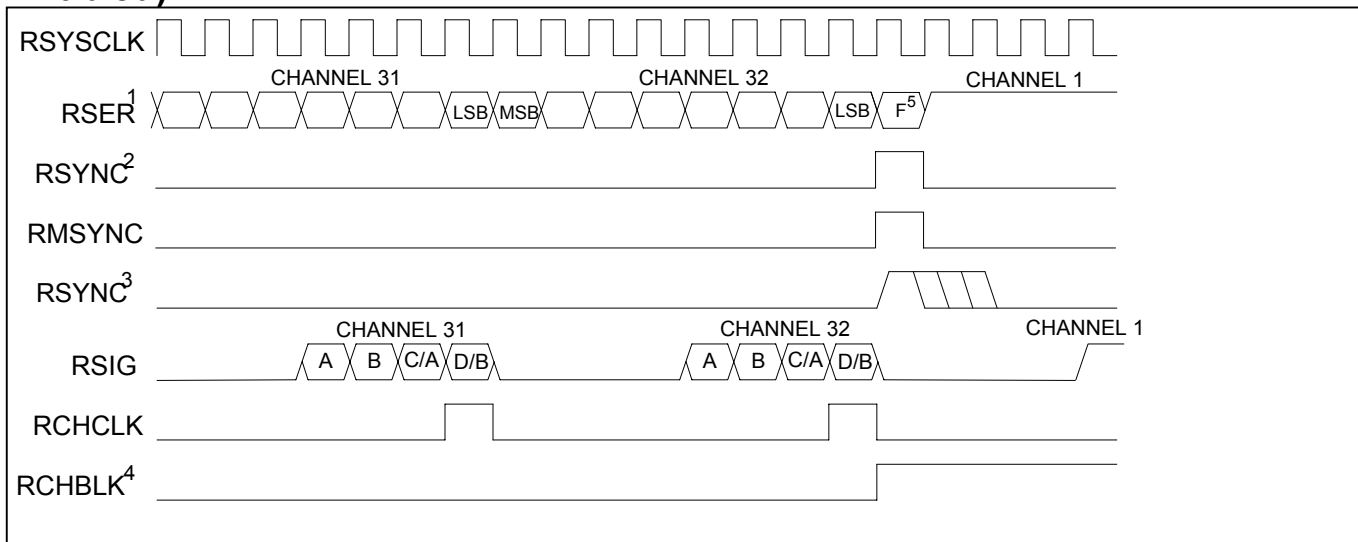 RSYSCLK
CHANNEL 31 CHANNEL 32 CHANNEL 1
RSER1 LSB MSB LSB F5
RSYNC2
RMSYNC
RSYNC3
CHANNEL 31 CHANNEL 32 CHANNEL 1
RSIG A B C/A D/B A B C/A D/B
RCHCLK
RCHBLK4